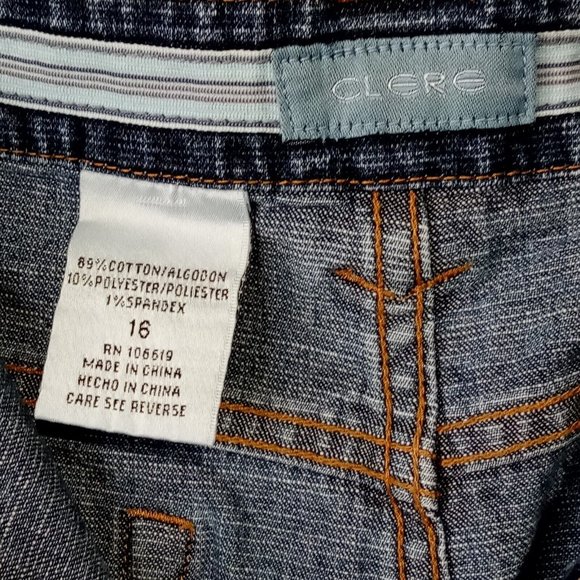 CLERE
89% COTTON/ALGODON
10% POLYESTER/POLIESTER
1% SPANDEX
16
RN 106619
MADE IN CHINA
HECHO IN CHINA
CARE SEE REVERSE